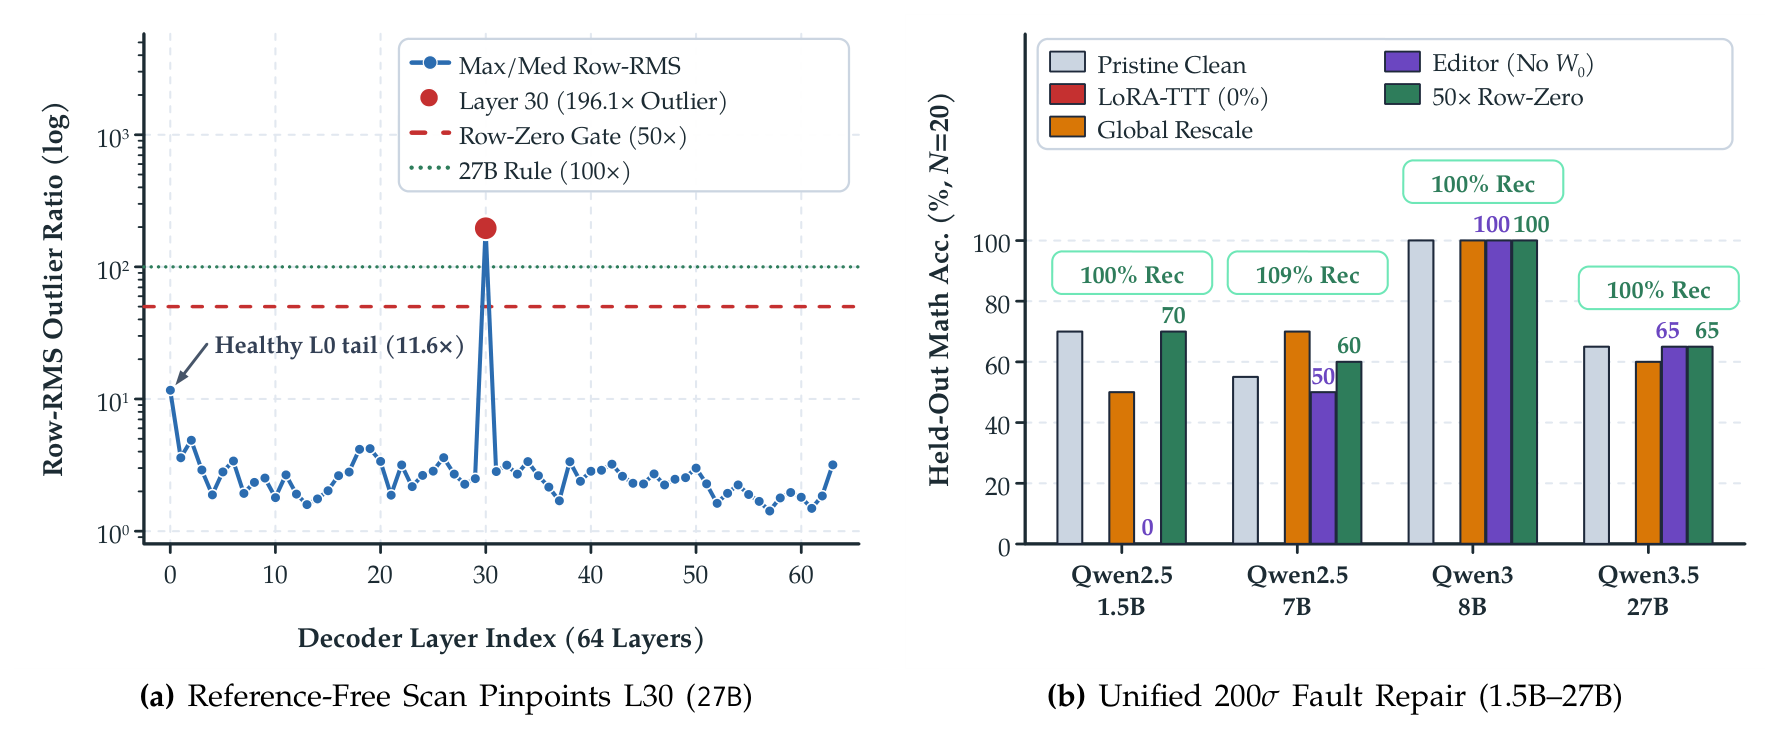 Row-RMS Outlier Ratio (log)
10³
10²
10¹
10⁰
Max/Med Row-RMS
Layer 30 (196.1× Outlier)
Row-Zero Gate (50×)
27B Rule (100×)
Healthy L0 tail (11.6×)
0 10 20 30 40 50 60
Decoder Layer Index (64 Layers)
(a) Reference-Free Scan Pinpoints L30 (27B)
Held-Out Math Acc. (%, N=20)
100
80
60
40
20
0
Pristine Clean
LoRA-TTT (0%)
Global Rescale
Editor (No W₀)
50× Row-Zero
100% Rec
109% Rec
100% Rec
100% Rec
0 70
50 60
100 100
65 65
Qwen2.5 Qwen2.5 Qwen3 Qwen3.5
1.5B 7B 8B 27B
(b) Unified 200σ Fault Repair (1.5B–27B)